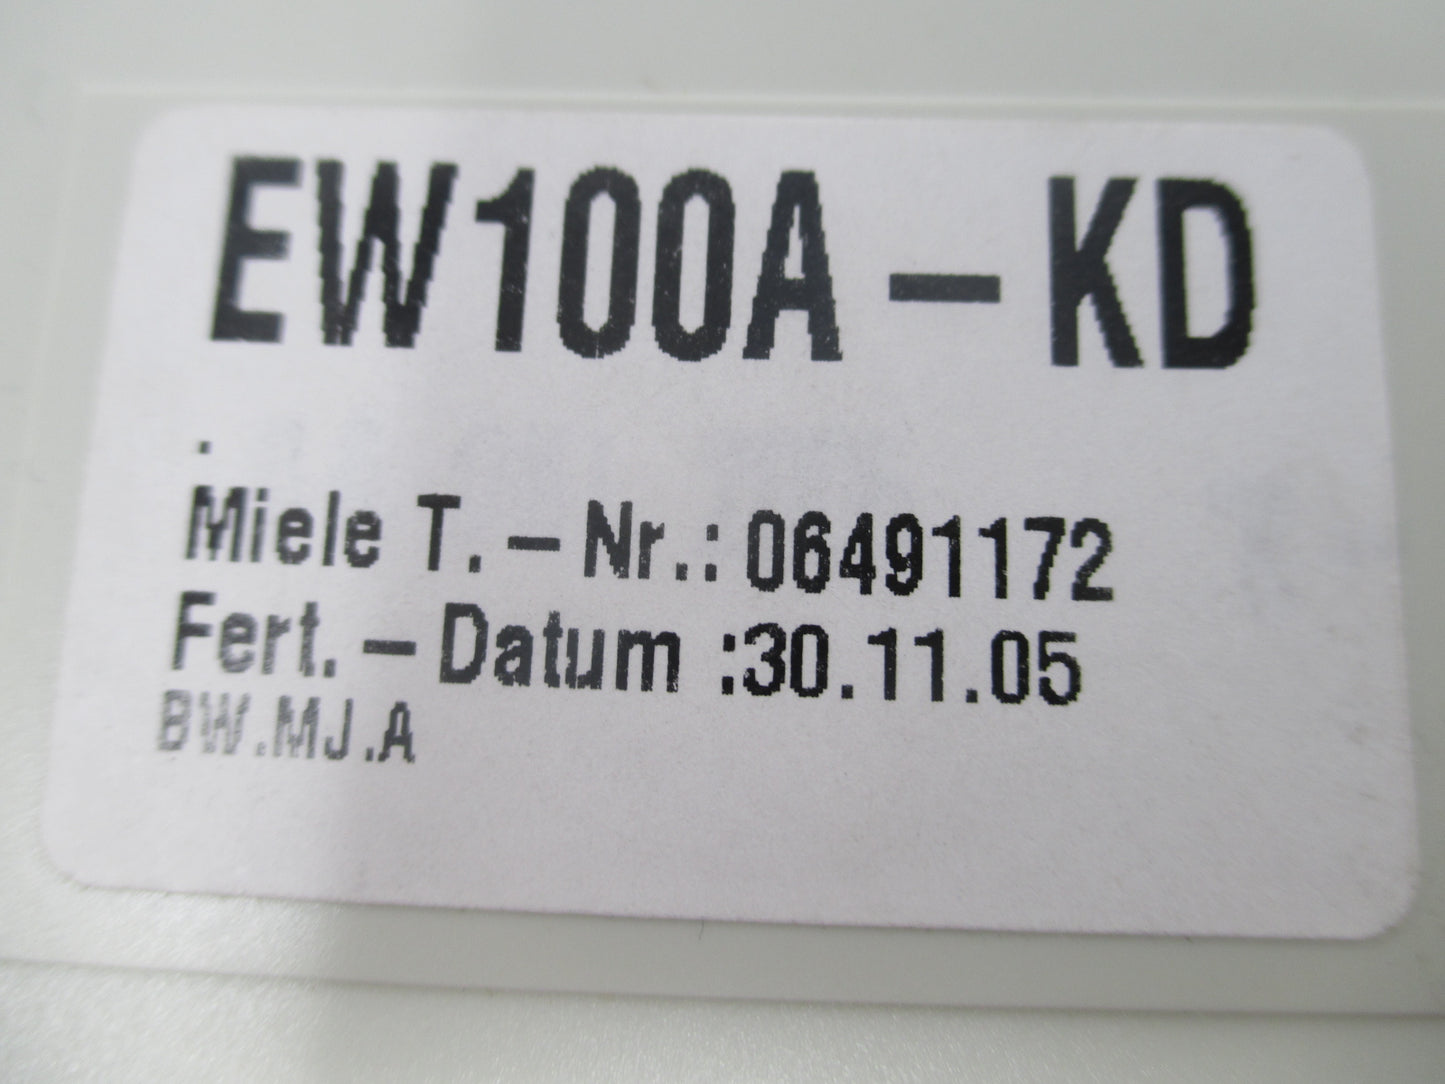 EW100A-KD
.
Miele T.-Nr.: 06491172
Fert.-Datum :30.11.05
BW.MJ.A